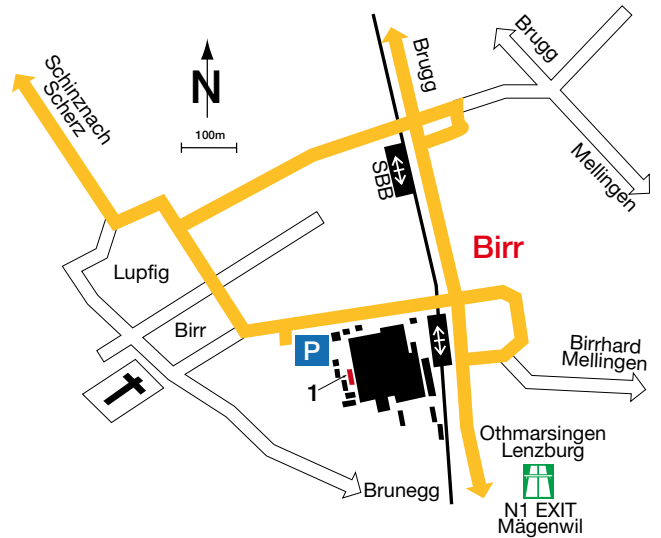 Brugg
Brugg
Schinznach
Scherz
N
100m
SBB
Mellingen
Birr
Lupfig
Birr
P
1
Birrhard
Mellingen
Othmarsingen
Lenzburg
N1 EXIT
Mägenwil
Brunegg